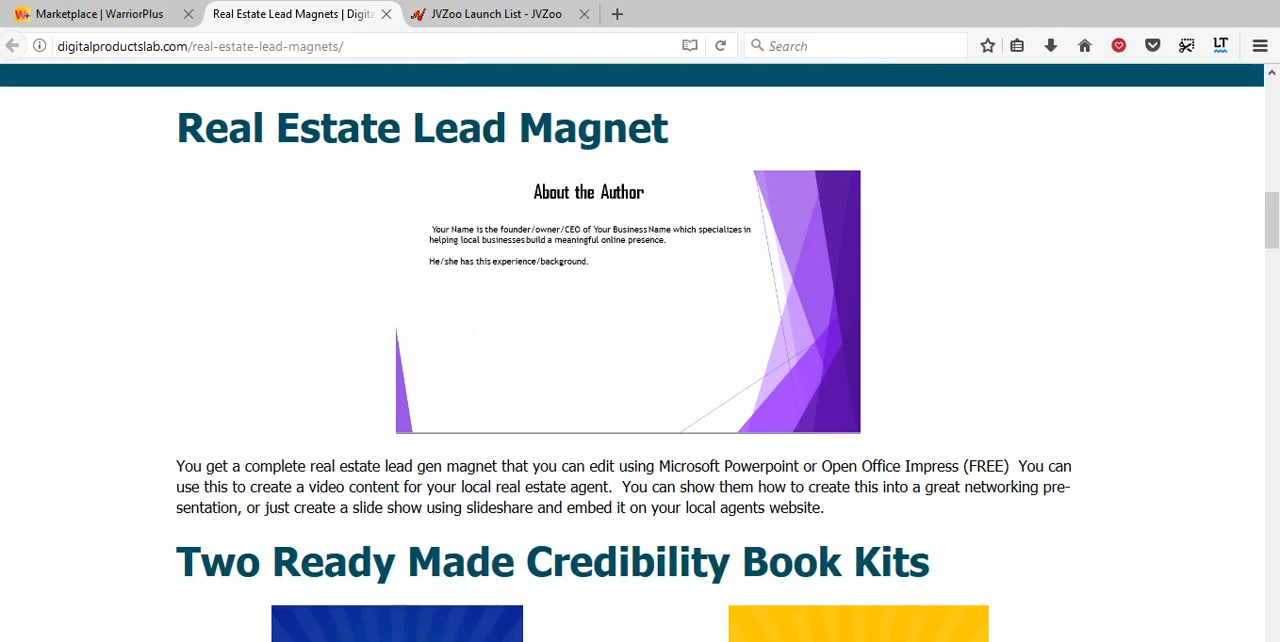 Marketplace | WarriorPlus
Real Estate Lead Magnets | Digita
JVZoo Launch List - JVZoo
digitalproductslab.com/real-estate-lead-magnets/
Search
LT
Real Estate Lead Magnet
About the Author
Your Name is the founder/owner/CEO of Your Business Name which specializes in
helping local businesses build a meaningful online presence.
He/she has this experience/background.
You get a complete real estate lead gen magnet that you can edit using Microsoft Powerpoint or Open Office Impress (FREE)  You can
use this to create a video content for your local real estate agent.  You can show them how to create this into a great networking pre-
sentation, or just create a slide show using slideshare and embed it on your local agents website.
Two Ready Made Credibility Book Kits